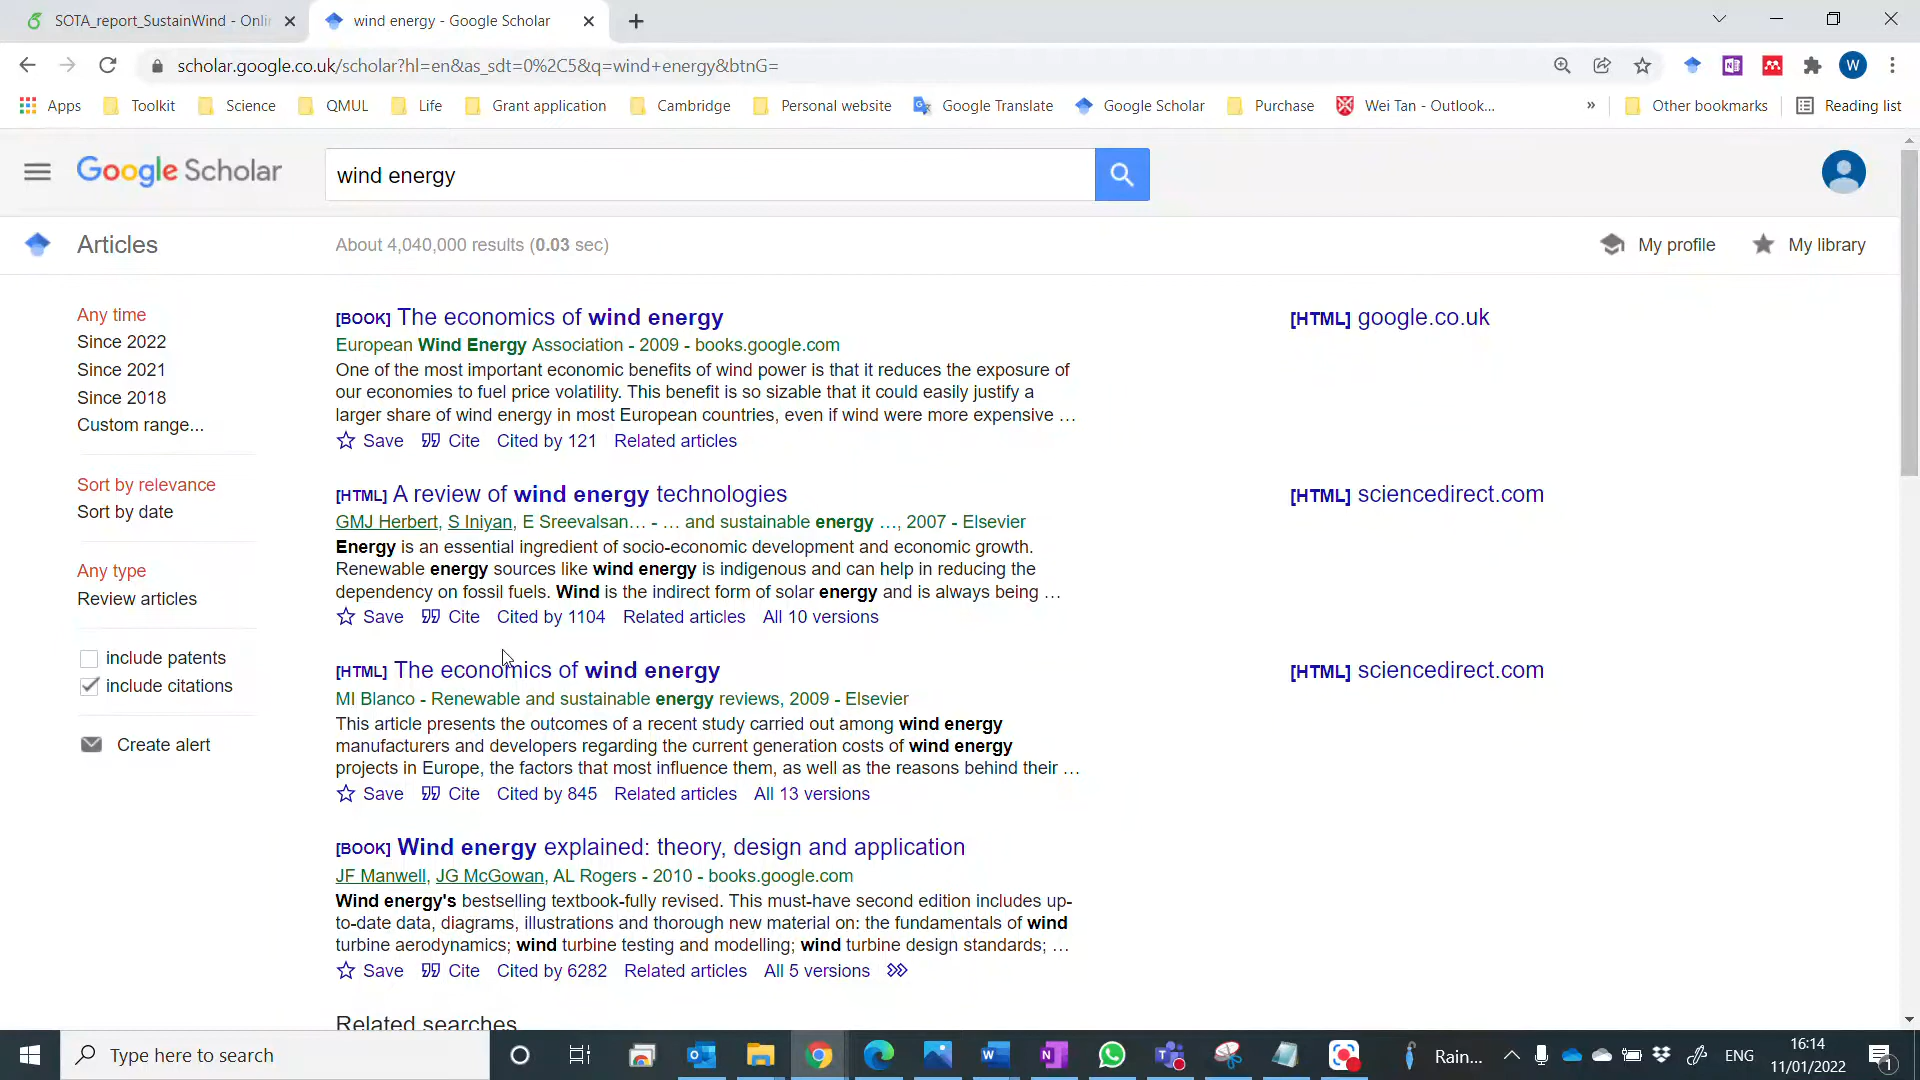 SOTA_report_SustainWind - Onli
wind energy - Google Scholar
scholar.google.co.uk/scholar?hl=en&as_sdt=0%2C5&q=wind+energy&btnG=
W
Apps Toolkit Science QMUL Life Grant application Cambridge Personal website Google Translate Google Scholar Purchase Wei Tan - Outlook... » Other bookmarks Reading list
Google Scholar
wind energy
Articles
About 4,040,000 results (0.03 sec)
My profile My library
Any time
Since 2022
Since 2021
Since 2018
Custom range...
Sort by relevance
Sort by date
Any type
Review articles
include patents
include citations
Create alert
[BOOK] The economics of wind energy
European Wind Energy Association - 2009 - books.google.com
One of the most important economic benefits of wind power is that it reduces the exposure of
our economies to fuel price volatility. This benefit is so sizable that it could easily justify a
larger share of wind energy in most European countries, even if wind were more expensive …
Save Cite Cited by 121 Related articles
[HTML] google.co.uk
[HTML] A review of wind energy technologies
GMJ Herbert, S Iniyan, E Sreevalsan… - … and sustainable energy …, 2007 - Elsevier
Energy is an essential ingredient of socio-economic development and economic growth.
Renewable energy sources like wind energy is indigenous and can help in reducing the
dependency on fossil fuels. Wind is the indirect form of solar energy and is always being …
Save Cite Cited by 1104 Related articles All 10 versions
[HTML] sciencedirect.com
[HTML] The economics of wind energy
MI Blanco - Renewable and sustainable energy reviews, 2009 - Elsevier
This article presents the outcomes of a recent study carried out among wind energy
manufacturers and developers regarding the current generation costs of wind energy
projects in Europe, the factors that most influence them, as well as the reasons behind their …
Save Cite Cited by 845 Related articles All 13 versions
[HTML] sciencedirect.com
[BOOK] Wind energy explained: theory, design and application
JF Manwell, JG McGowan, AL Rogers - 2010 - books.google.com
Wind energy's bestselling textbook-fully revised. This must-have second edition includes up-
to-date data, diagrams, illustrations and thorough new material on: the fundamentals of wind
turbine aerodynamics; wind turbine testing and modelling; wind turbine design standards; …
Save Cite Cited by 6282 Related articles All 5 versions
Related searches
Type here to search
Rain...
ENG
16:14
11/01/2022
1